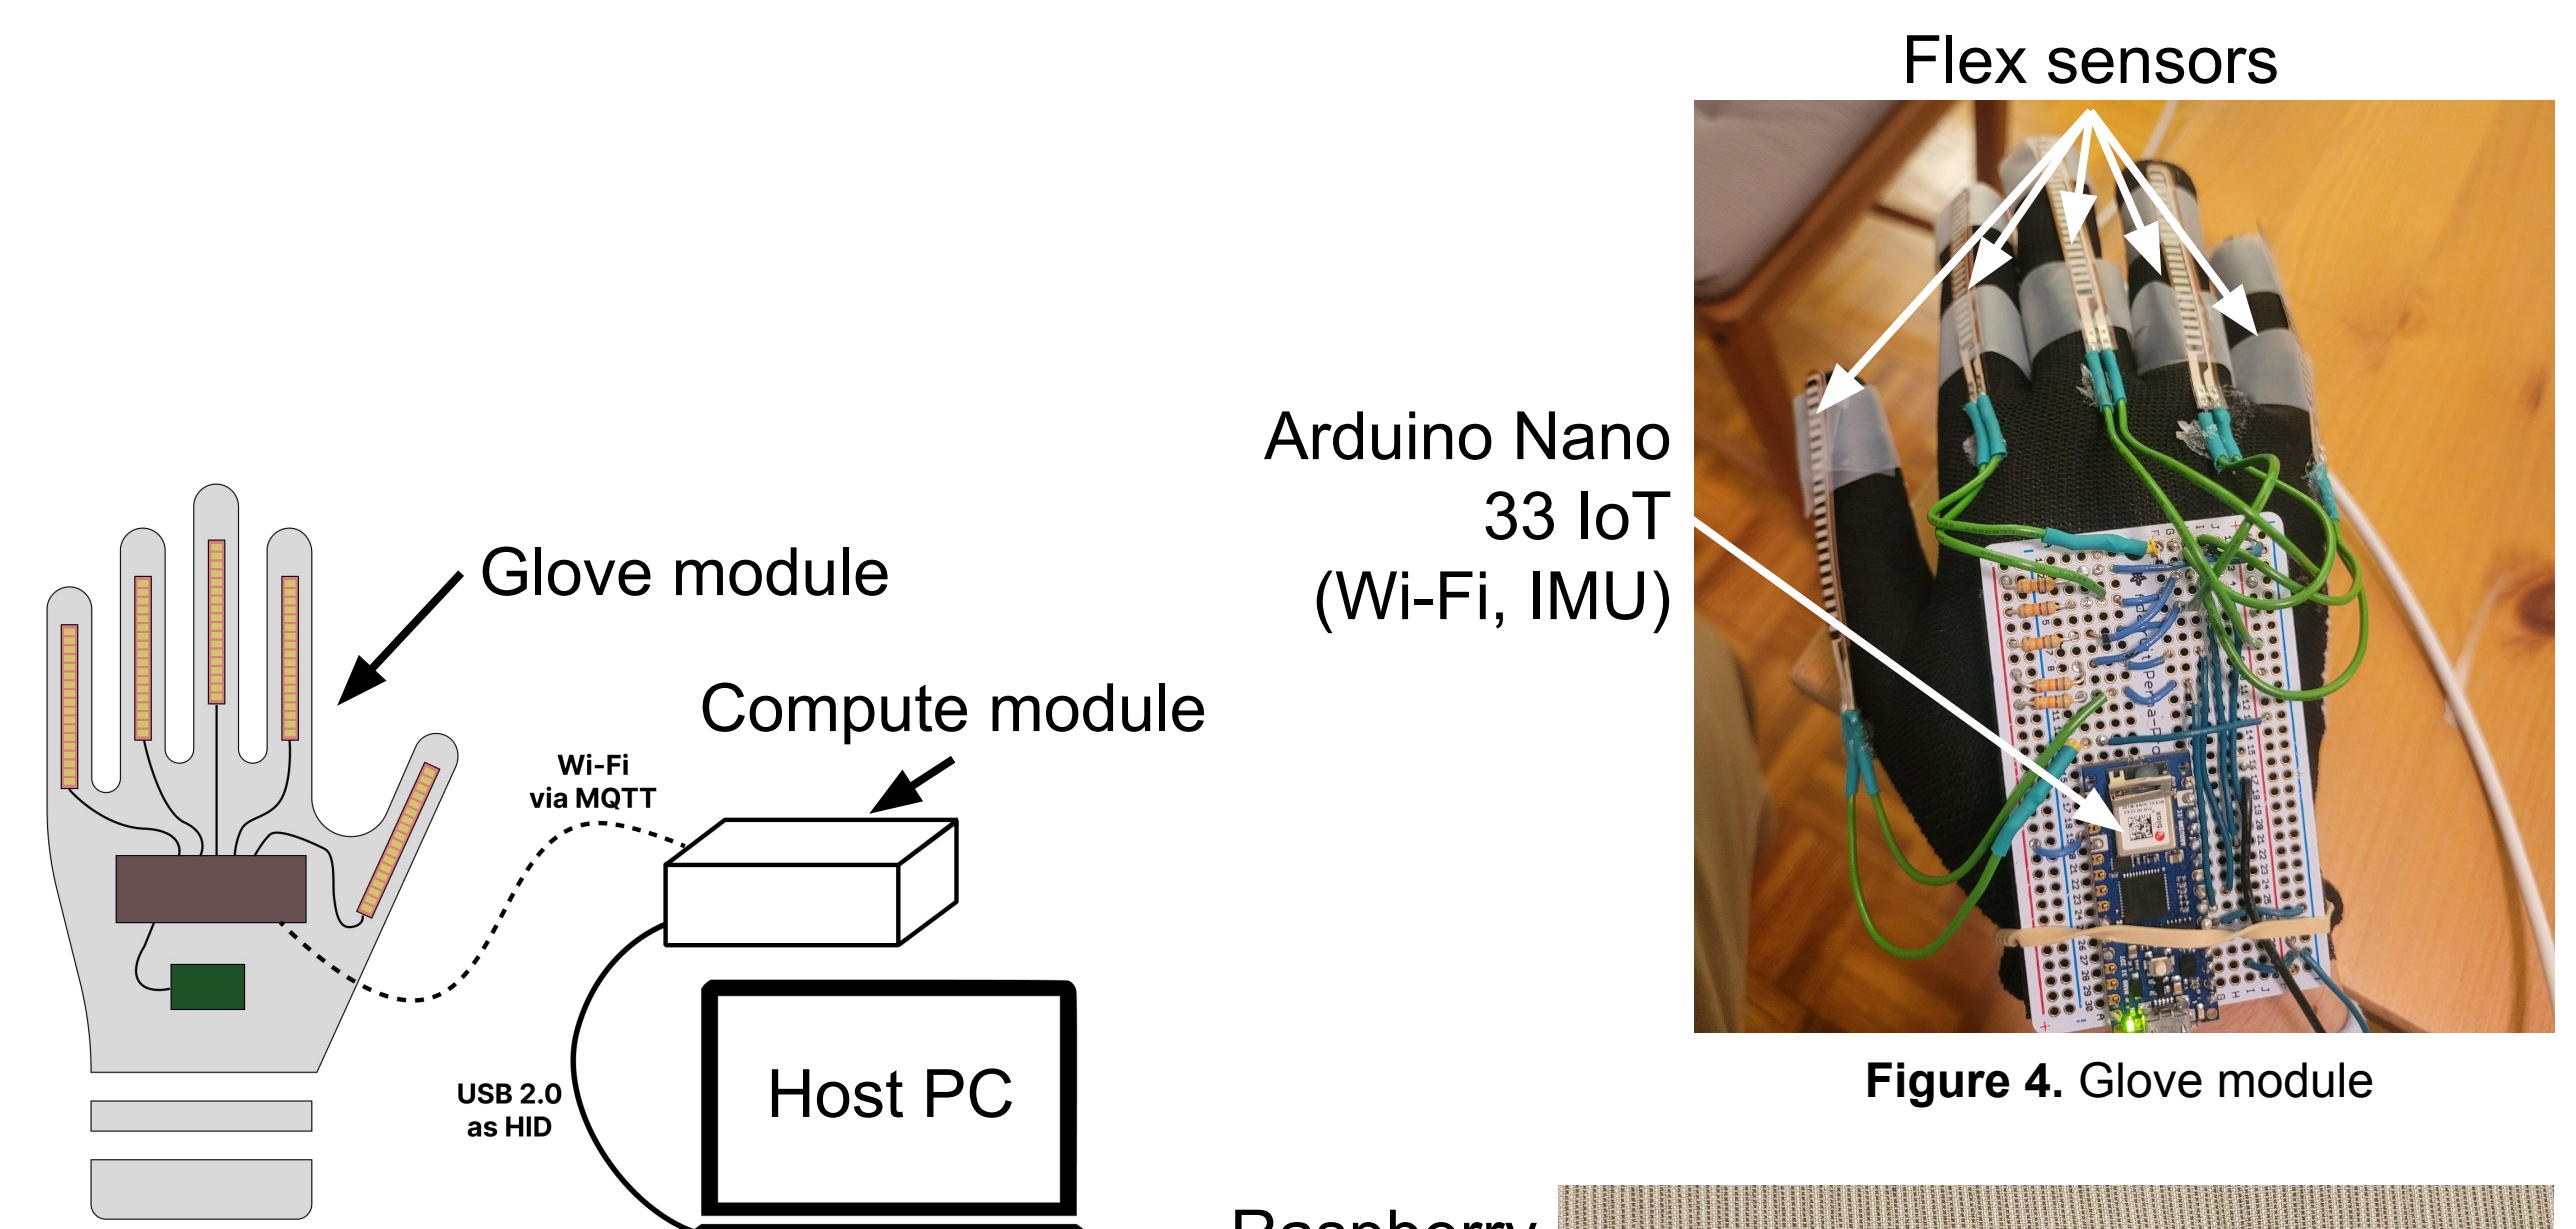 Flex sensors
Arduino Nano
33 IoT
(Wi-Fi, IMU)
Glove module
Compute module
Wi-Fi
via MQTT
USB 2.0
as HID
Host PC
Figure 4. Glove module
Raspberry